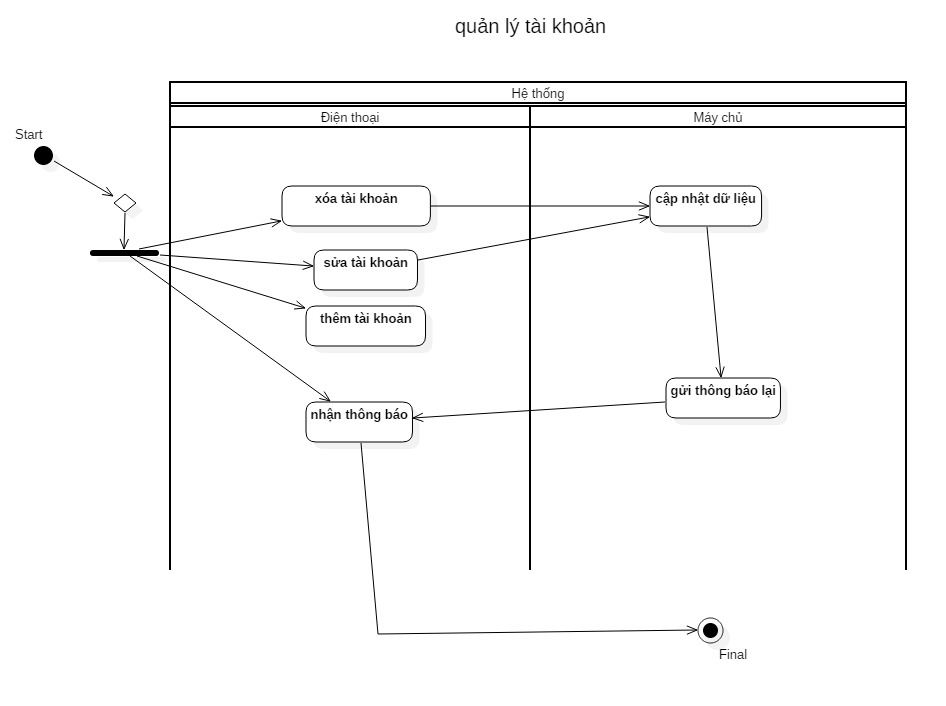 quản lý tài khoản
Hệ thống
Điện thoại
Máy chủ
Start
xóa tài khoản
cập nhật dữ liệu
sửa tài khoản
thêm tài khoản
gửi thông báo lại
nhận thông báo
Final